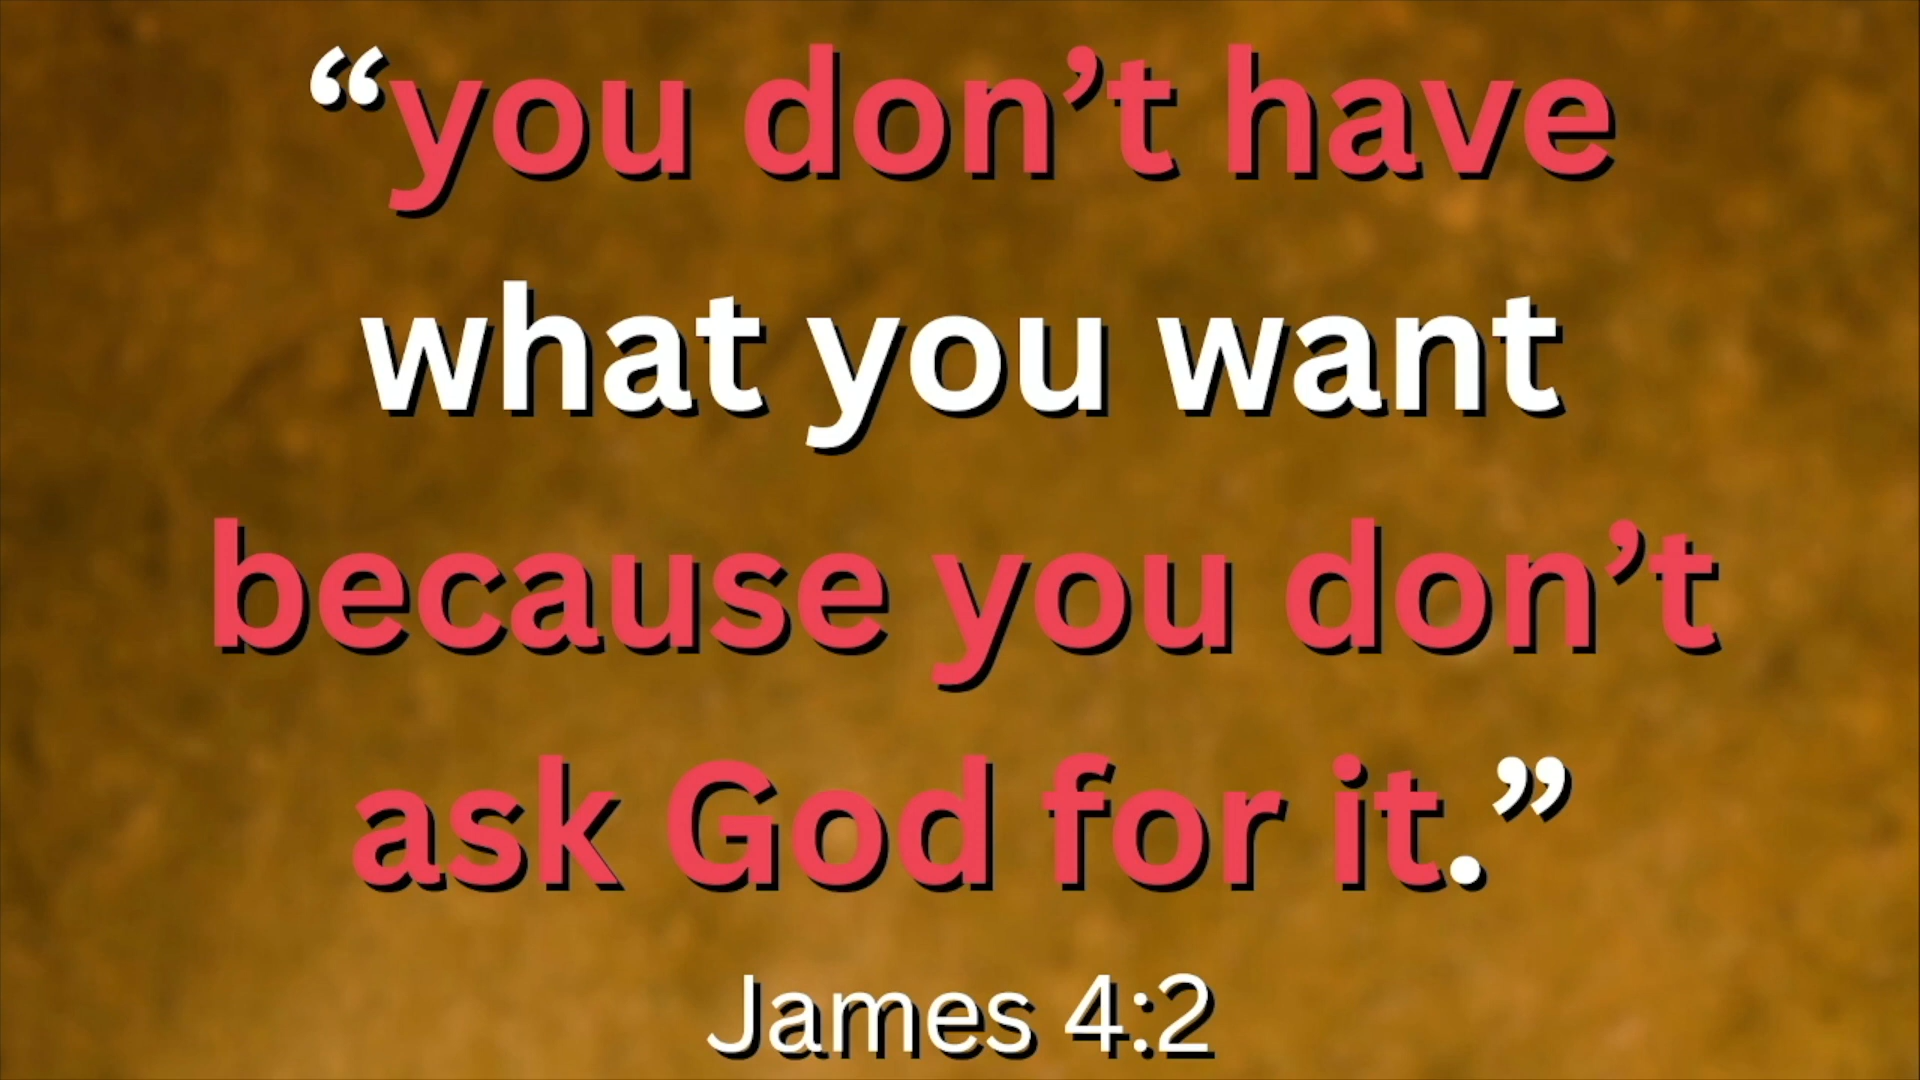 “you don’t have
what you want
because you don’t
ask God for it.”
James 4:2